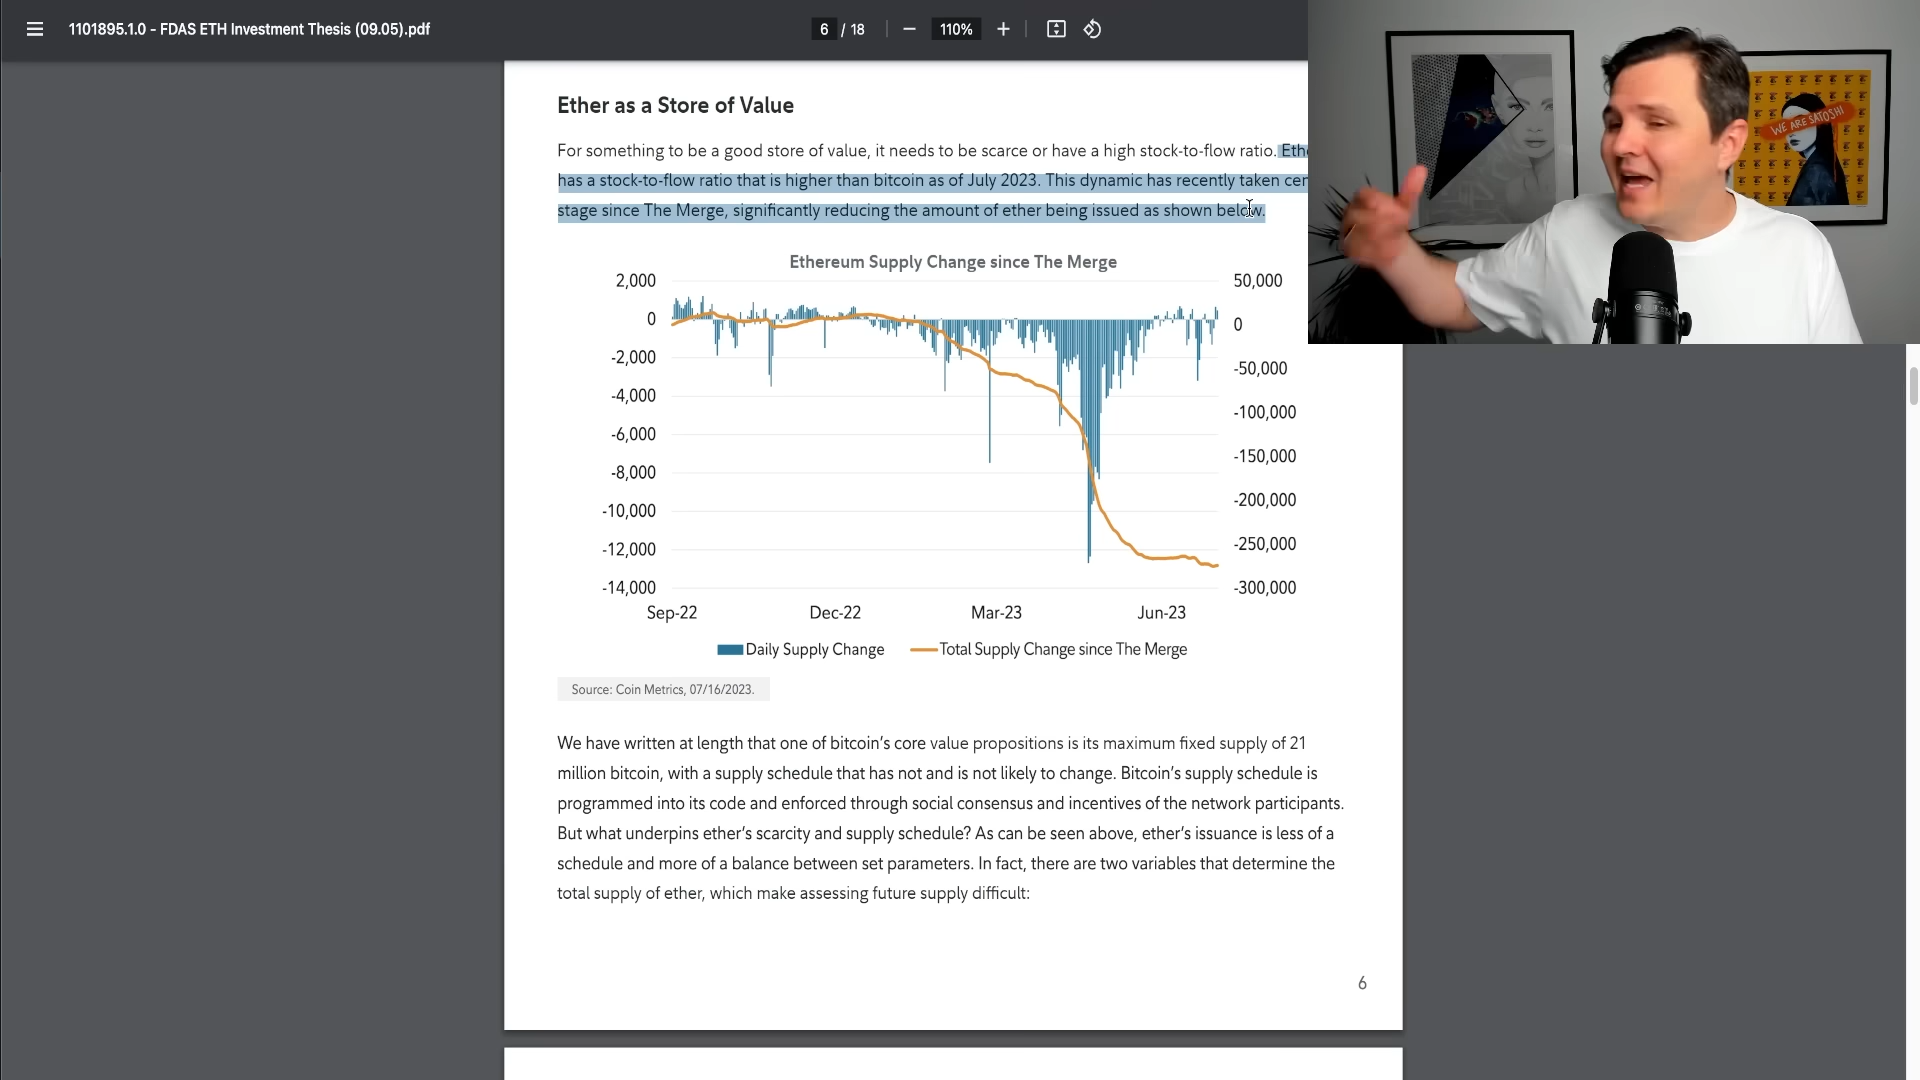 1101895.1.0 - FDAS ETH Investment Thesis (09.05).pdf
6 / 18
110%
WE ARE SATOSHI
Ether as a Store of Value
For something to be a good store of value, it needs to be scarce or have a high stock-to-flow ratio.
has a stock-to-flow ratio that is higher than bitcoin as of July 2023. This dynamic has recently taken
stage since The Merge, significantly reducing the amount of ether being issued as shown below.
Ethereum Supply Change since The Merge
2,000
0
-2,000
-4,000
-6,000
-8,000
-10,000
-12,000
-14,000
50,000
0
-50,000
-100,000
-150,000
-200,000
-250,000
-300,000
Sep-22 Dec-22 Mar-23 Jun-23
Daily Supply Change Total Supply Change since The Merge
Source: Coin Metrics, 07/16/2023.
We have written at length that one of bitcoin’s core value propositions is its maximum fixed supply of 21
million bitcoin, with a supply schedule that has not and is not likely to change. Bitcoin’s supply schedule is
programmed into its code and enforced through social consensus and incentives of the network participants.
But what underpins ether’s scarcity and supply schedule? As can be seen above, ether’s issuance is less of a
schedule and more of a balance between set parameters. In fact, there are two variables that determine the
total supply of ether, which make assessing future supply difficult:
6